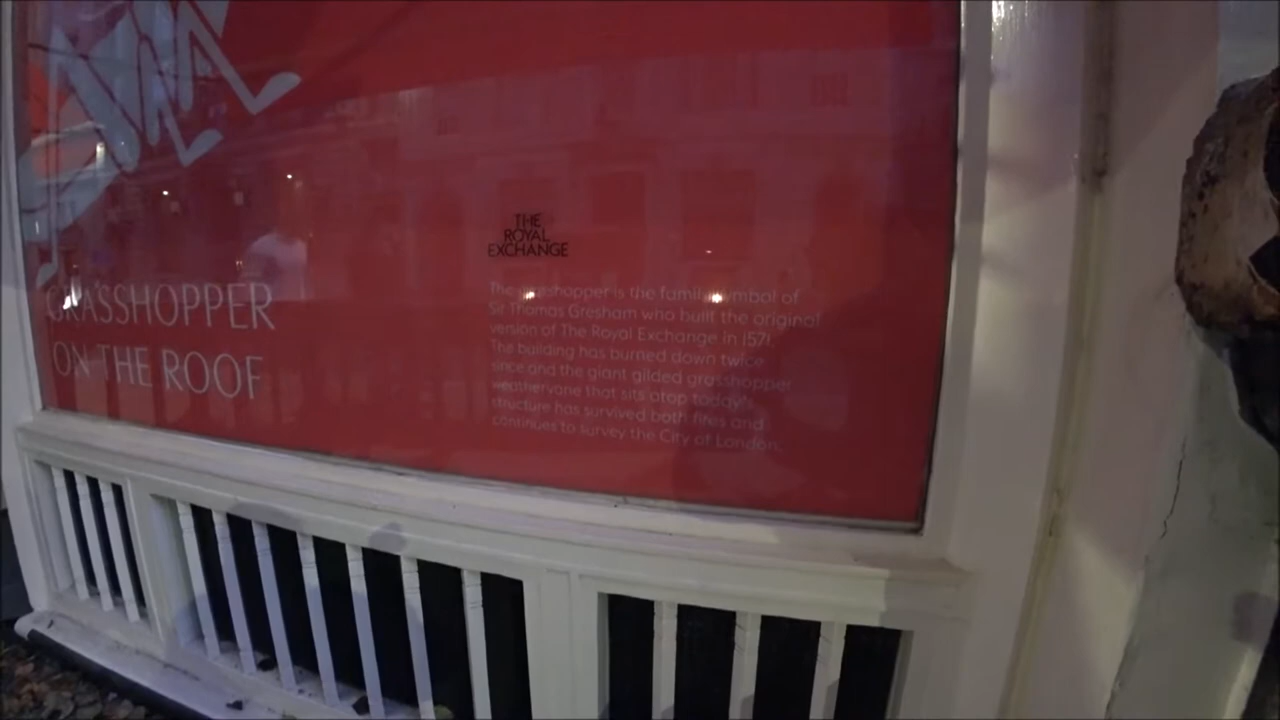 GRASSHOPPER
ON THE ROOF
THE
ROYAL
EXCHANGE
The grasshopper is the family symbol of
Sir Thomas Gresham who built the original
version of The Royal Exchange in 1571.
The building has burned down twice
since and the giant gilded grasshopper
weathervane that sits atop today's
structure has survived both fires and
continues to survey the City of London.